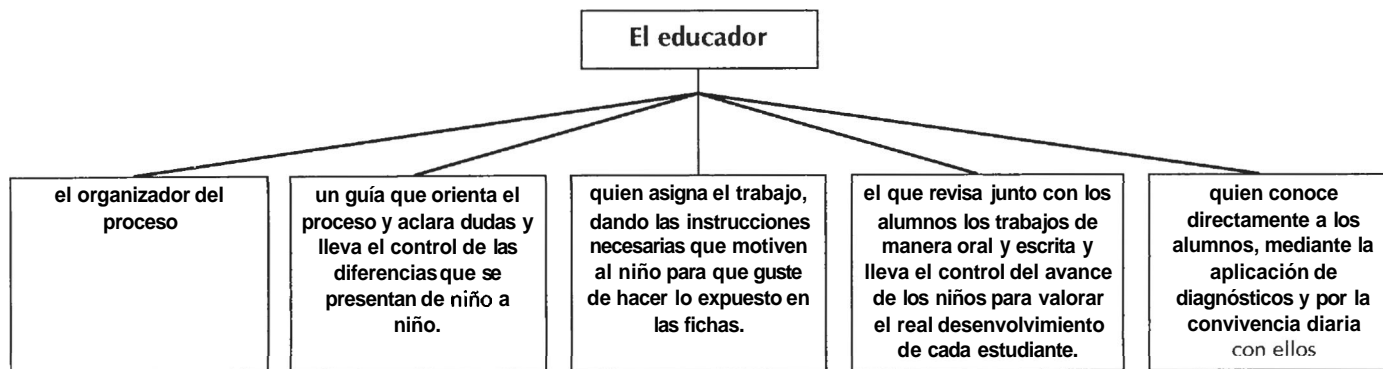 El educador
el organizador del
proceso
un guía que orienta el
proceso y aclara dudas y
lleva el control de las
diferencias que se
presentan de niño a
niño.
quien asigna el trabajo,
dando las instrucciones
necesarias que motiven
al niño para que guste
de hacer lo expuesto en
las fichas.
el que revisa junto con los
alumnos los trabajos de
manera oral y escrita y
lleva el control del avance
de los niños para valorar
el real desenvolvimiento
de cada estudiante.
quien conoce
directamente a los
alumnos, mediante la
aplicación de
diagnósticos y por la
convivencia diaria
con ellos